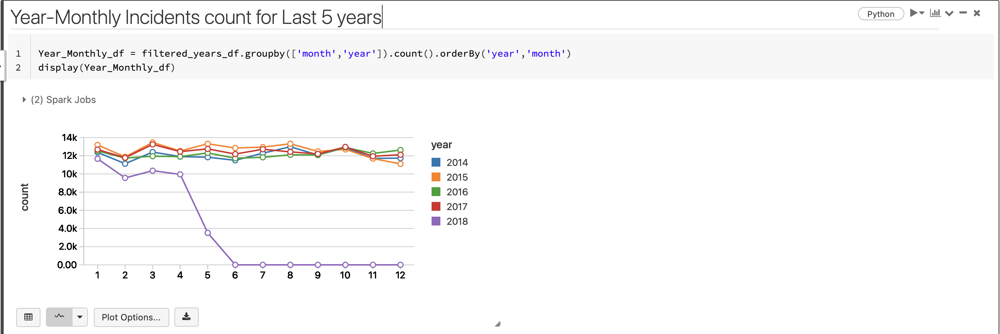 Year-Monthly Incidents count for Last 5 years
Python
1 Year_Monthly_df = filtered_years_df.groupby(['month','year']).count().orderBy('year','month')
2 display(Year_Monthly_df)
(2) Spark Jobs
14k
12k
10k
8.0k
6.0k
4.0k
2.0k
0.00
count
1 2 3 4 5 6 7 8 9 10 11 12
year
2014
2015
2016
2017
2018
Plot Options...